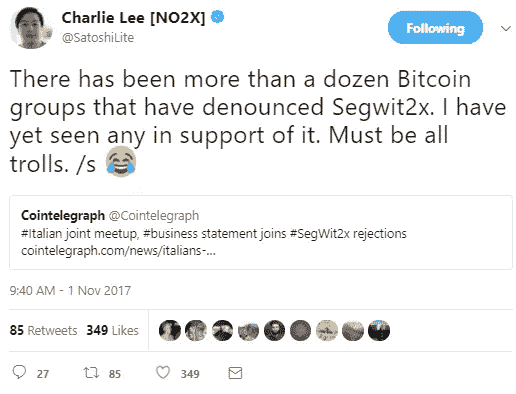 Charlie Lee [NO2X]
@SatoshiLite
Following
There has been more than a dozen Bitcoin
groups that have denounced Segwit2x. I have
yet seen any in support of it. Must be all
trolls. /s 😂
Cointelegraph @Cointelegraph
#Italian joint meetup, #business statement joins #SegWit2x rejections
cointelegraph.com/news/italians-...
9:40 AM - 1 Nov 2017
85 Retweets 349 Likes
27 85 349